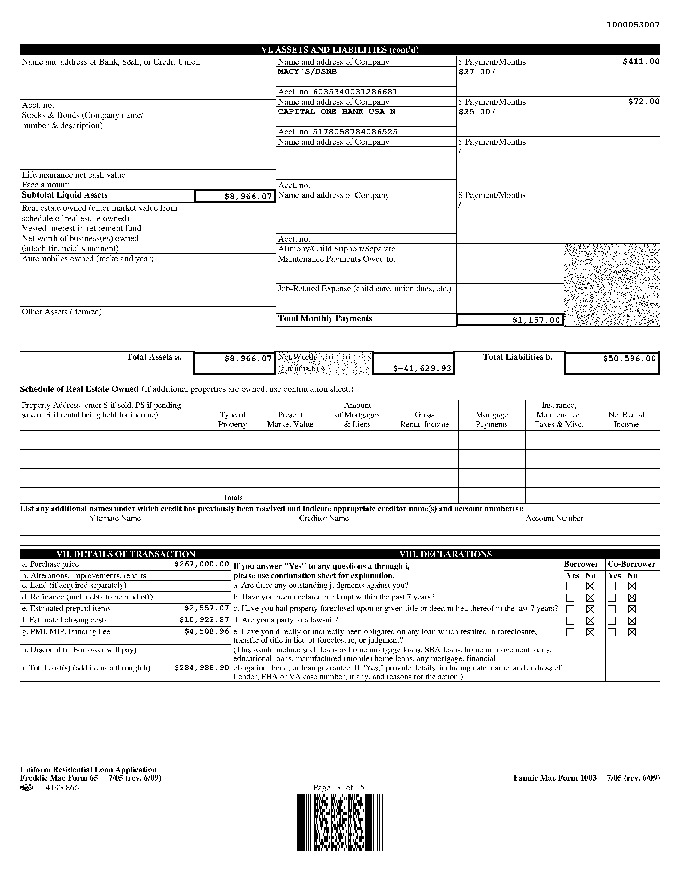 1000053007
VI. ASSETS AND LIABILITIES (cont'd)
Name and address of Bank, S&L, or Credit Union
Name and address of Company
$ Payment/Months
$411.00
MACY'S/DSNB
$27.00/
Acct. no. 6035340031286681
Acct. no.
Name and address of Company
$ Payment/Months
$72.00
Stocks & Bonds (Company name/
number & description)
CAPITAL ONE BANK USA N
$25.00/
Acct. no. 5178058784086525
Name and address of Company
$ Payment/Months
/
Life insurance net cash value
Face amount:
Acct. no.
Subtotal Liquid Assets
$8,966.07
Name and address of Company
$ Payment/Months
/
Real estate owned (enter market value from
schedule of real estate owned)
Vested interest in retirement fund
Net worth of business(es) owned
(attach financial statement)
Acct. no.
Alimony/Child Support/Separate
Maintenance Payments Owed to:
Automobiles owned (make and year)
Job-Related Expense (child care, union dues, etc.)
Other Assets (itemize)
Total Monthly Payments
$1,157.00
Total Assets a.
$8,966.07
Net Worth
$-41,629.93
Total Liabilities b.
$50,596.00
Schedule of Real Estate Owned (If additional properties are owned, use continuation sheet.)
Property Address (enter S if sold, PS if pending
sale or R if rental being held for income)
Type of
Property
Present
Market Value
Amount
of Mortgages
& Liens
Gross
Rental Income
Mortgage
Payments
Insurance,
Maintenance
Taxes & Misc.
Net Rental
Income
Totals
List any additional names under which credit has previously been received and indicate appropriate creditor name(s) and account number(s):
Alternate Name
Creditor Name
Account Number
VII. DETAILS OF TRANSACTION
VIII. DECLARATIONS
a. Purchase price
$267,000.00
If you answer "Yes" to any questions a through i,
please use continuation sheet for explanation.
Borrower
Co-Borrower
Yes No
Yes No
b. Alterations, improvements, repairs
c. Land (if acquired separately)
a. Are there any outstanding judgments against you?
d. Refinance (incl. debts to be paid off)
b. Have you been declared bankrupt within the past 7 years?
e. Estimated prepaid items
$2,557.07
c. Have you had property foreclosed upon or given title or deed in lieu thereof in the last 7 years?
f. Estimated closing costs
$10,922.87
d. Are you a party to a lawsuit?
g. PMI, MIP, Funding Fee
$4,508.96
e. Have you directly or indirectly been obligated on any loan which resulted in foreclosure,
transfer of title in lieu of foreclosure, or judgment?
h. Discount (if Borrower will pay)
(This would include such loans as home mortgage loans, SBA loans, home improvement loans,
educational loans, manufactured (mobile) home loans, any mortgage, financial
i. Total costs (add items a through h)
$284,988.90
obligation, bond, or loan guarantee. If "Yes," provide details, including date, name, and address of
Lender, FHA or VA case number, if any, and reasons for the action.)
Uniform Residential Loan Application
Freddie Mac Form 65 7/05 (rev. 6/09)
Fannie Mae Form 1003 7/05 (rev. 6/09)
Page 3 of 5